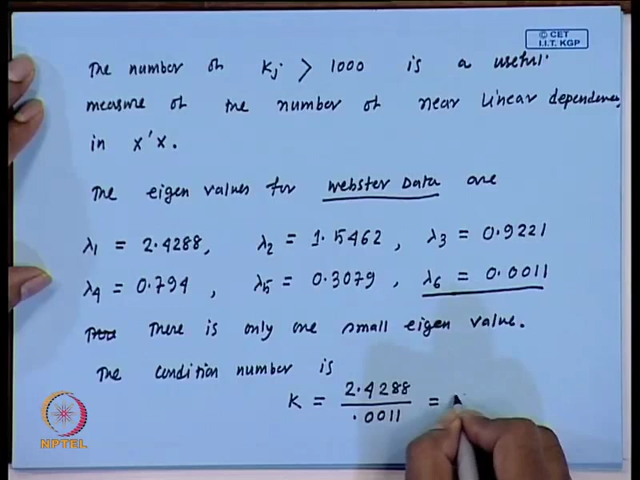 © CET
I.I.T. KGP
The number of Kj > 1000 is a useful
measure of the number of near linear dependency
in X'X.
The eigen values for Webster Data are
λ1 = 2.4288, λ2 = 1.5462, λ3 = 0.9221
λ4 = 0.794, λ5 = 0.3079, λ6 = 0.0011
There is only one small eigen value.
The condition number is
K = 2.4288 / .0011 =
NPTEL